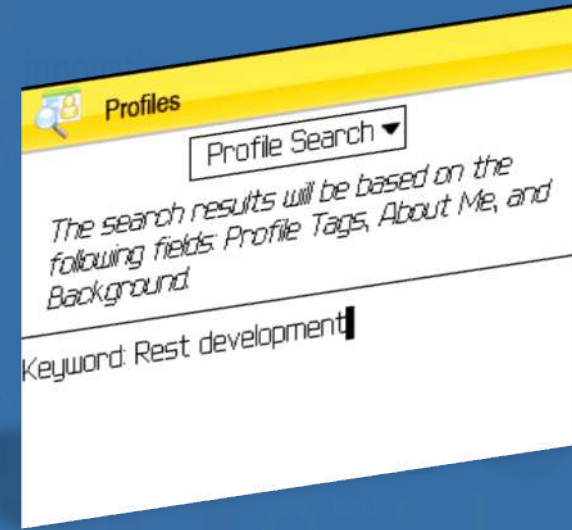 Profiles
Profile Search
The search results will be based on the
following fields: Profile Tags, About Me, and
Background.
Keyword: Rest development